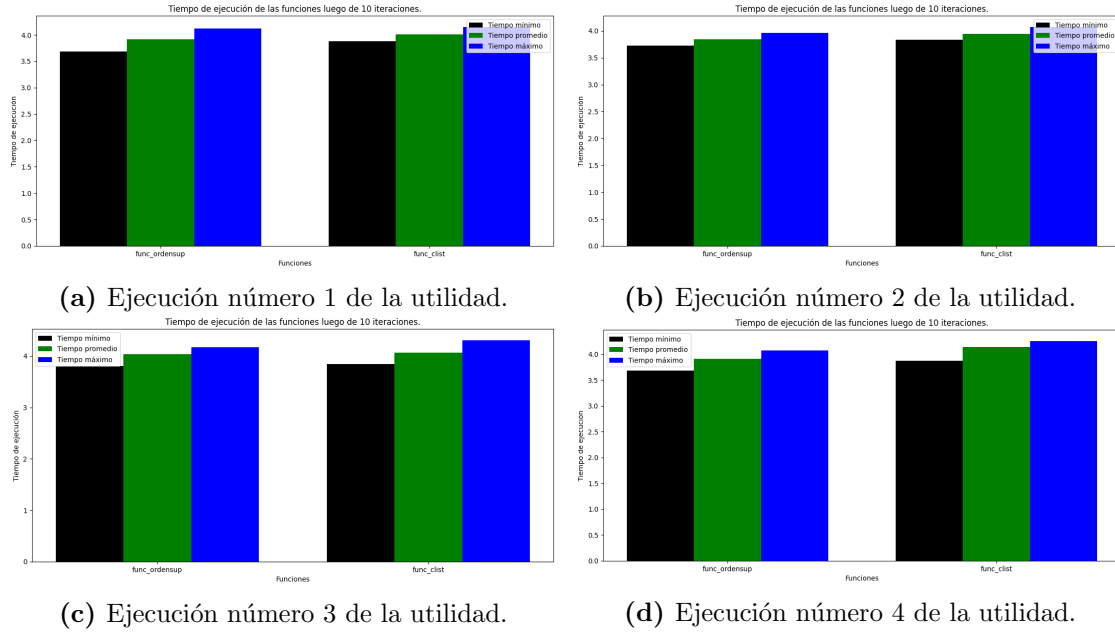 Tiempo de ejecución de las funciones luego de 10 iteraciones.
Tiempo mínimo
Tiempo promedio
Tiempo máximo
Tiempo de ejecución
4.0
3.5
3.0
2.5
2.0
1.5
1.0
0.5
0.0
func_ordensup
func_clist
Funciones
(a) Ejecución número 1 de la utilidad.
Tiempo de ejecución de las funciones luego de 10 iteraciones.
Tiempo mínimo
Tiempo promedio
Tiempo máximo
Tiempo de ejecución
4.0
3.5
3.0
2.5
2.0
1.5
1.0
0.5
0.0
func_ordensup
func_clist
Funciones
(b) Ejecución número 2 de la utilidad.
Tiempo de ejecución de las funciones luego de 10 iteraciones.
Tiempo mínimo
Tiempo promedio
Tiempo máximo
Tiempo de ejecución
4
3
2
1
0
func_ordensup
func_clist
Funciones
(c) Ejecución número 3 de la utilidad.
Tiempo de ejecución de las funciones luego de 10 iteraciones.
Tiempo mínimo
Tiempo promedio
Tiempo máximo
Tiempo de ejecución
4.0
3.5
3.0
2.5
2.0
1.5
1.0
0.5
0.0
func_ordensup
func_clist
Funciones
(d) Ejecución número 4 de la utilidad.